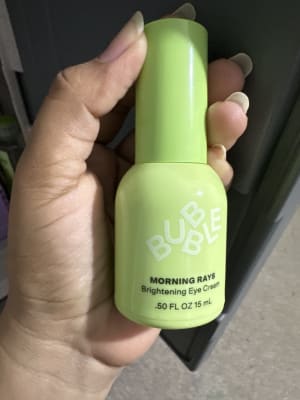 BUBBLE
MORNING RAYS
Brightening Eye Cream
.50 FL OZ 15 mL